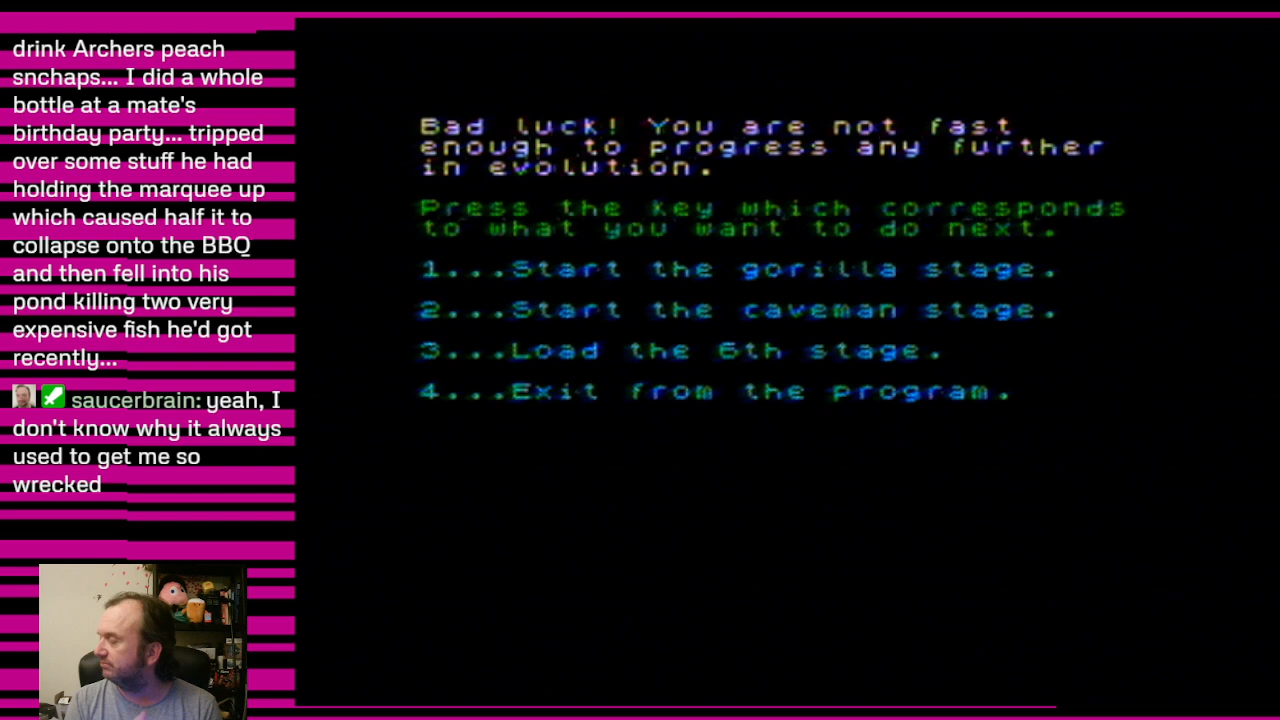 drink Archers peach
snchaps... I did a whole
bottle at a mate's
birthday party... tripped
over some stuff he had
holding the marquee up
which caused half it to
collapse onto the BBQ
and then fell into his
pond killing two very
expensive fish he'd got
recently...
saucerbrain: yeah, I
don't know why it always
used to get me so
wrecked
Bad luck! You are not fast
enough to progress any further
in evolution.
Press the key which corresponds
to what you want to do next.
1...Start the gorilla stage.
2...Start the caveman stage.
3...Load the 6th stage.
4...Exit from the program.